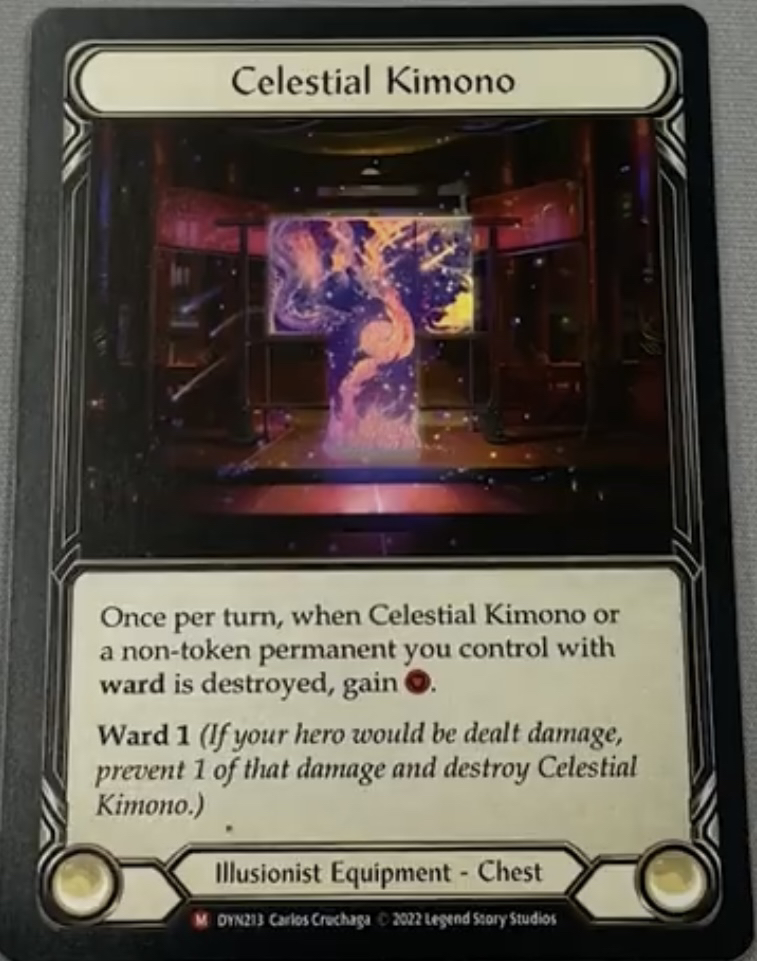 Celestial Kimono
Once per turn, when Celestial Kimono or
a non-token permanent you control with
ward is destroyed, gain .
Ward 1 (If your hero would be dealt damage,
prevent 1 of that damage and destroy Celestial
Kimono.)
Illusionist Equipment - Chest
M DYN213 Carlos Cruchaga © 2022 Legend Story Studios